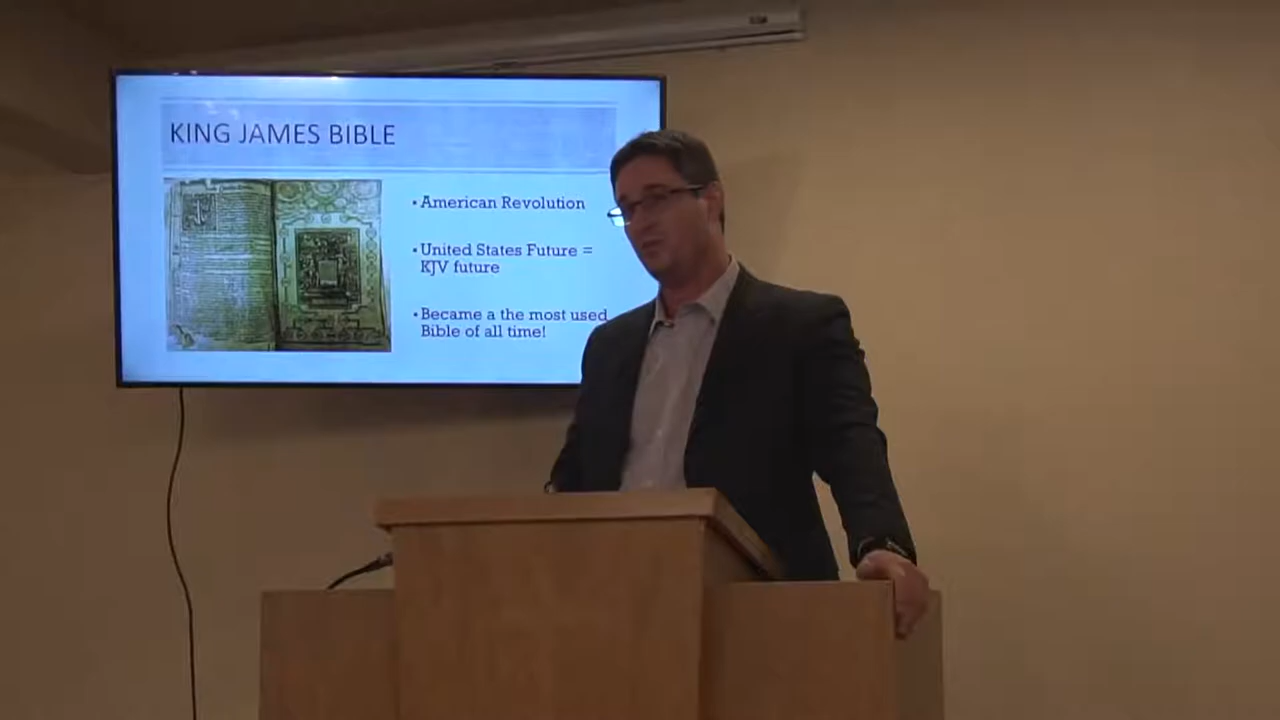 KING JAMES BIBLE
• American Revolution
• United States Future =
KJV future
• Became a the most used
Bible of all time!